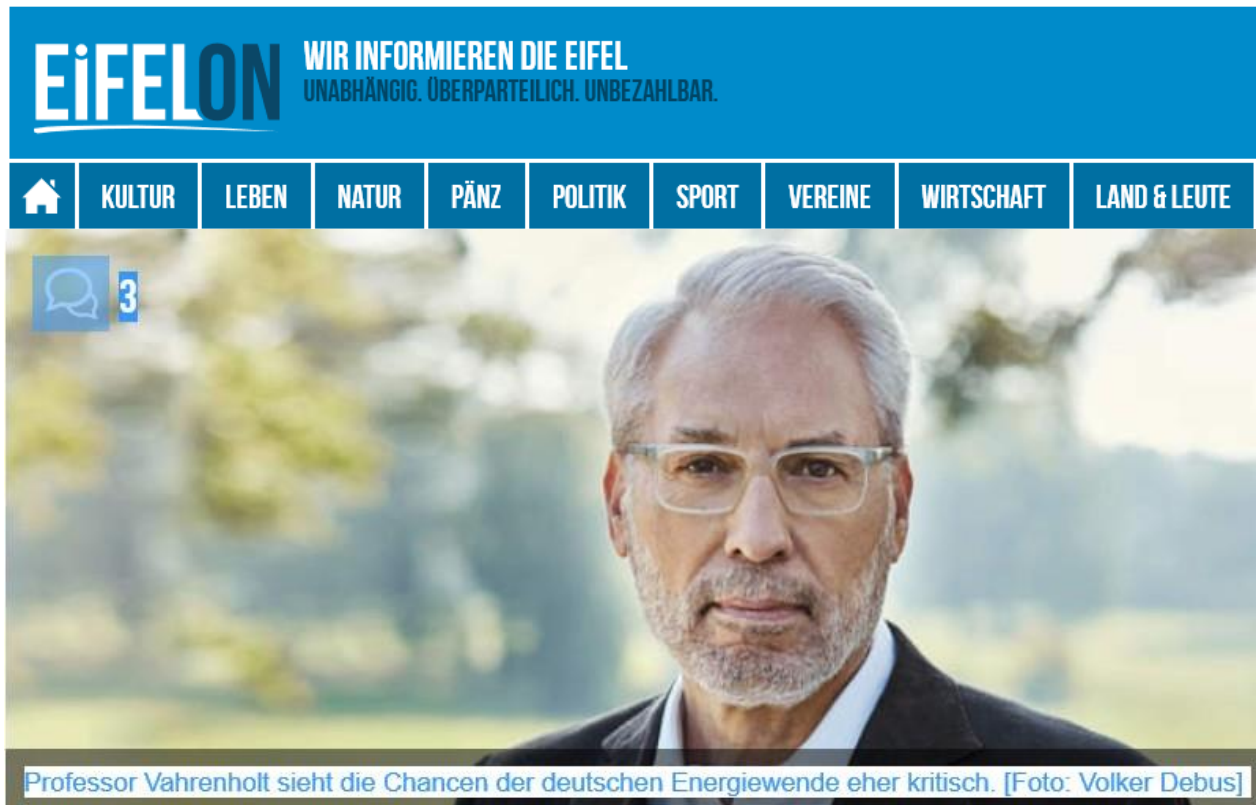 EiFELON
WIR INFORMIEREN DIE EIFEL
UNABHÄNGIG. ÜBERPARTEILICH. UNBEZAHLBAR.
KULTUR LEBEN NATUR PÄNZ POLITIK SPORT VEREINE WIRTSCHAFT LAND & LEUTE
3
Professor Vahrenholt sieht die Chancen der deutschen Energiewende eher kritisch. [Foto: Volker Debus]